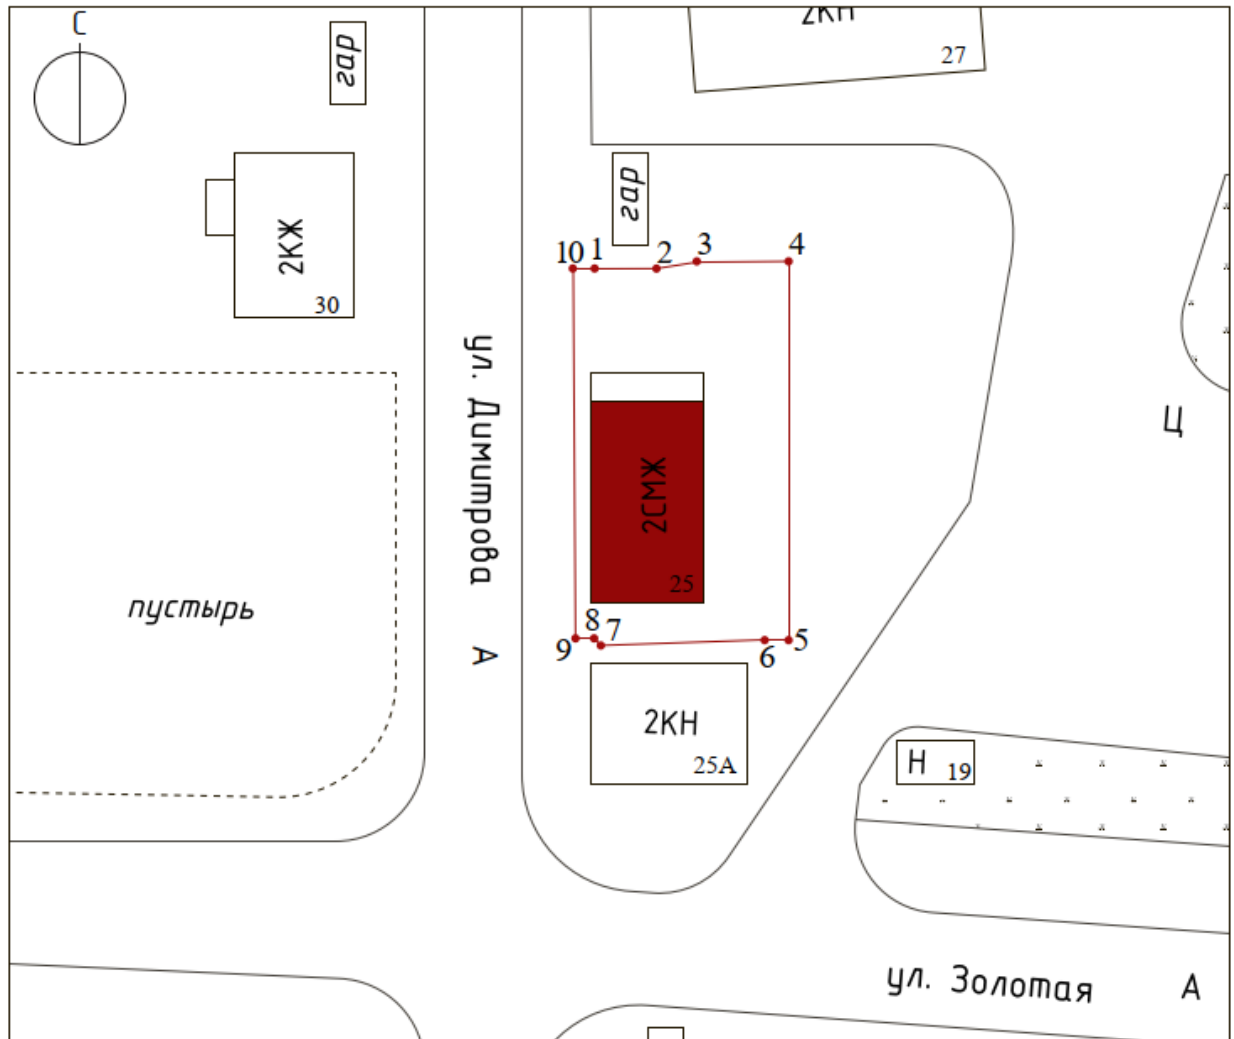 С
гар
2КН
27
гар
2КЖ
30
10
1
2
3
4
ул. Димитрова
А
Ц
2СМЖ
25
пустырь
8
7
9
6
5
2КН
25А
Н
19
ул. Золотая
А